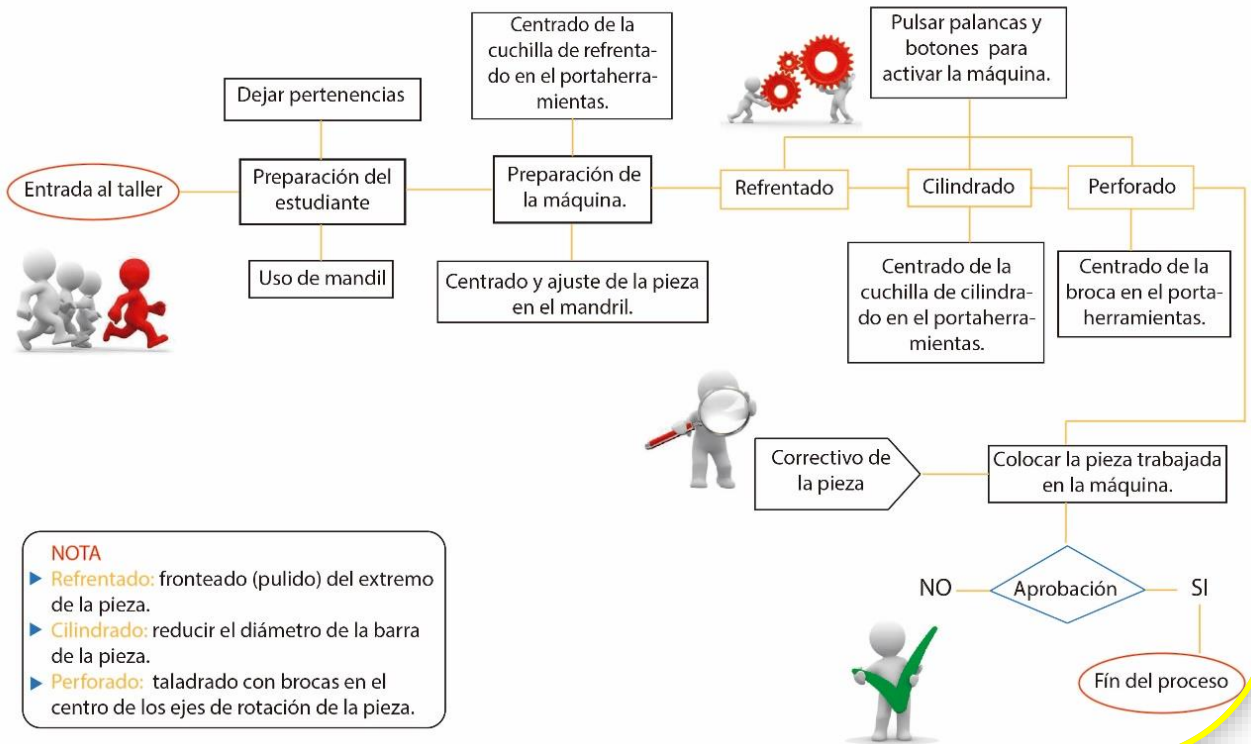 Entrada al taller
Dejar pertenencias
Preparación del
estudiante
Uso de mandil
Centrado de la
cuchilla de refrenta-
do en el portaherra-
mientas.
Preparación de
la máquina.
Centrado y ajuste de la pieza
en el mandril.
Pulsar palancas y
botones para
activar la máquina.
Refrentado
Cilindrado
Perforado
Centrado de la
cuchilla de cilindra-
do en el portaherra-
mientas.
Centrado de la
broca en el porta-
herramientas.
Correctivo de
la pieza
Colocar la pieza trabajada
en la máquina.
NO
Aprobación
SI
Fín del proceso
NOTA
Refrentado: fronteado (pulido) del extremo
de la pieza.
Cilindrado: reducir el diámetro de la barra
de la pieza.
Perforado: taladrado con brocas en el
centro de los ejes de rotación de la pieza.